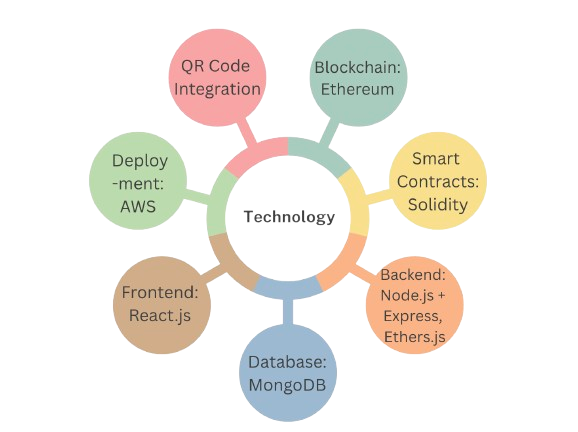 QR Code
Integration
Blockchain:
Ethereum
Deploy
-ment:
AWS
Smart
Contracts:
Solidity
Technology
Frontend:
React.js
Backend:
Node.js +
Express,
Ethers.js
Database:
MongoDB